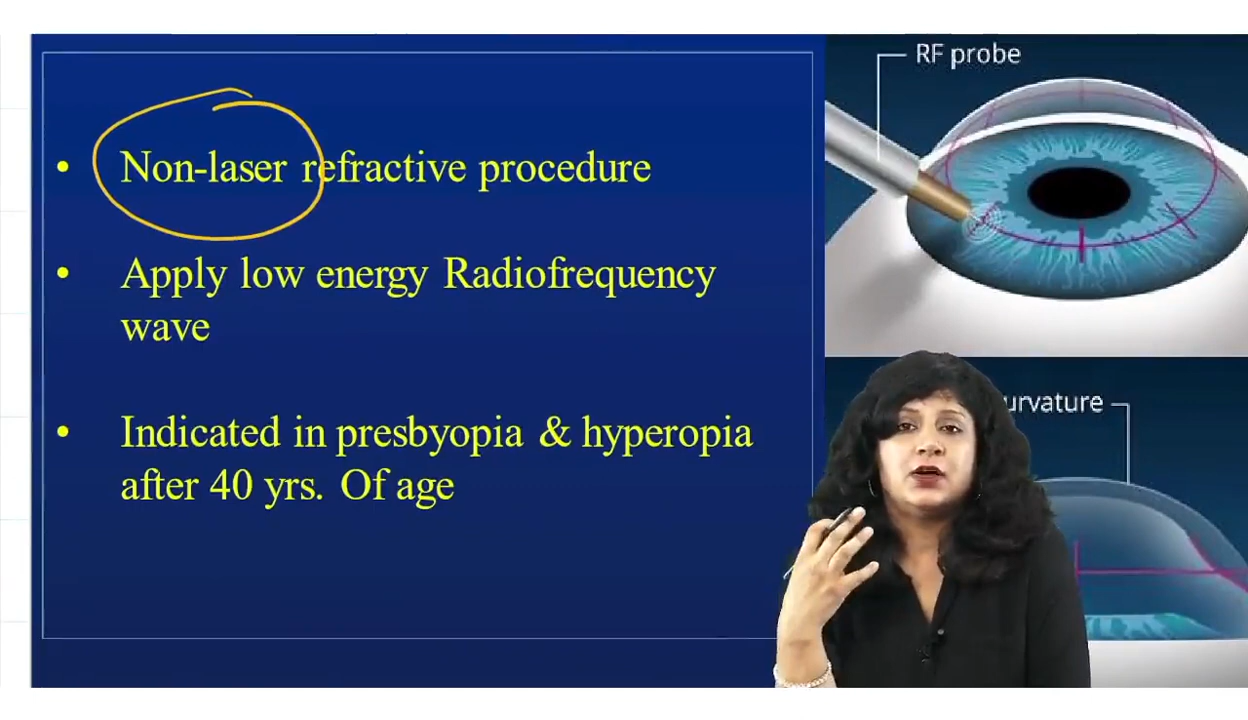 RF probe
• Non-laser refractive procedure
• Apply low energy Radiofrequency
wave
• Indicated in presbyopia & hyperopia
after 40 yrs. Of age
urvature